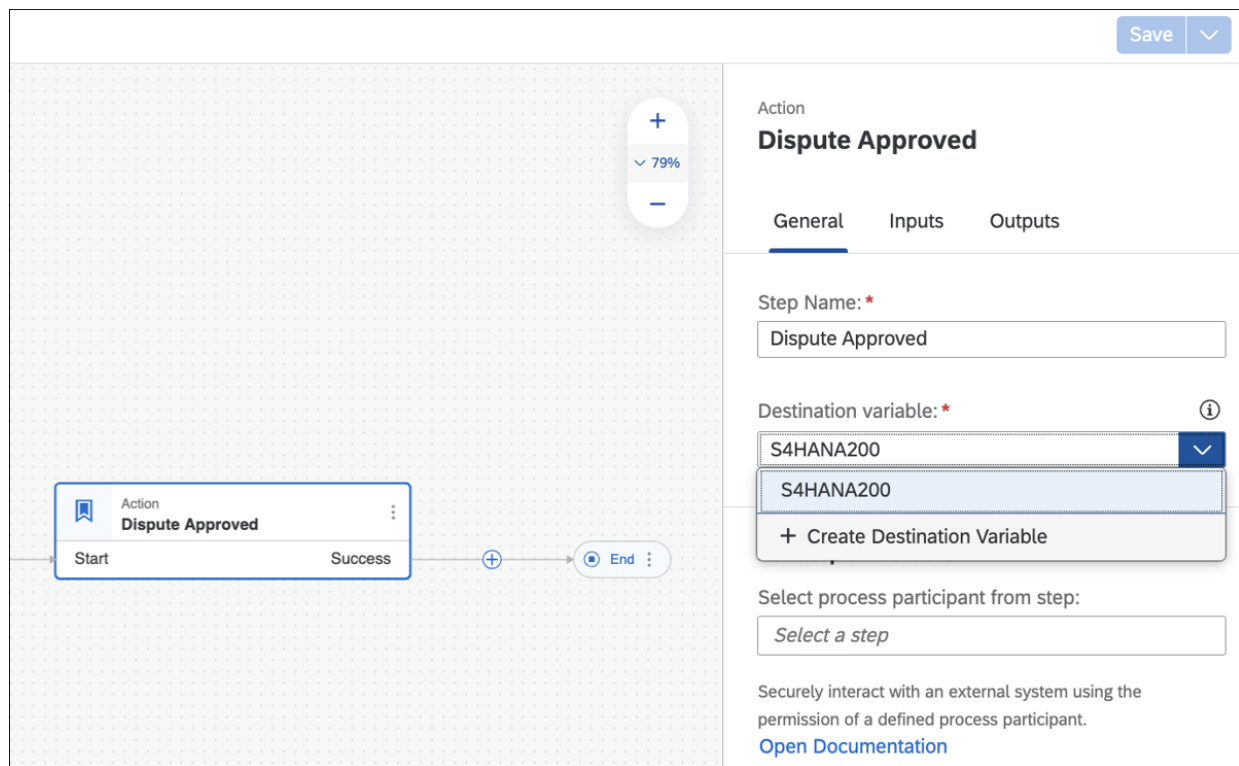 Save
79%
Action
Dispute Approved
General Inputs Outputs
Step Name: *
Dispute Approved
Destination variable: *
S4HANA200
S4HANA200
+ Create Destination Variable
Select process participant from step:
Select a step
Securely interact with an external system using the
permission of a defined process participant.
Open Documentation
Action
Dispute Approved
Start Success
End